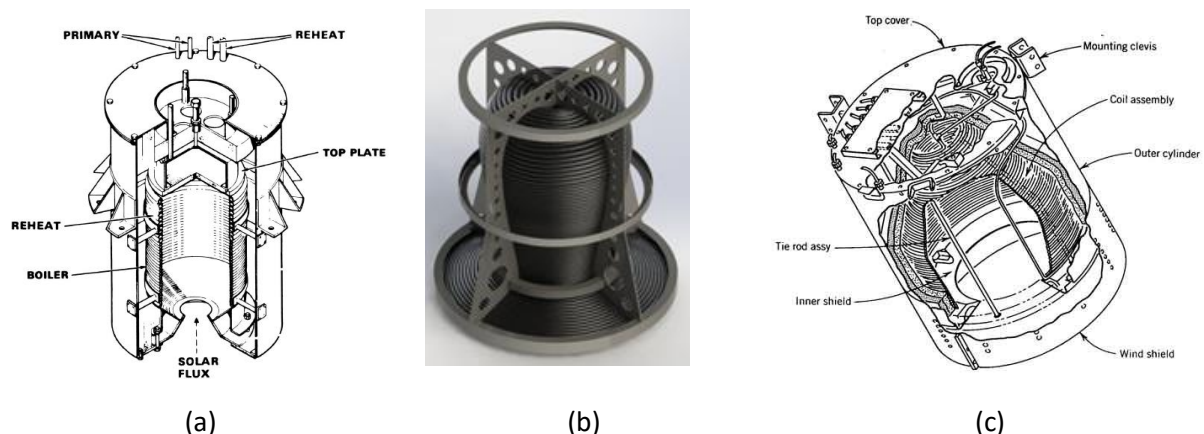 PRIMARY
REHEAT
TOP PLATE
REHEAT
BOILER
SOLAR
FLUX
(a)
(b)
Top cover
Mounting clevis
Coil assembly
Outer cylinder
Tie rod assy
Inner shield
Wind shield
(c)